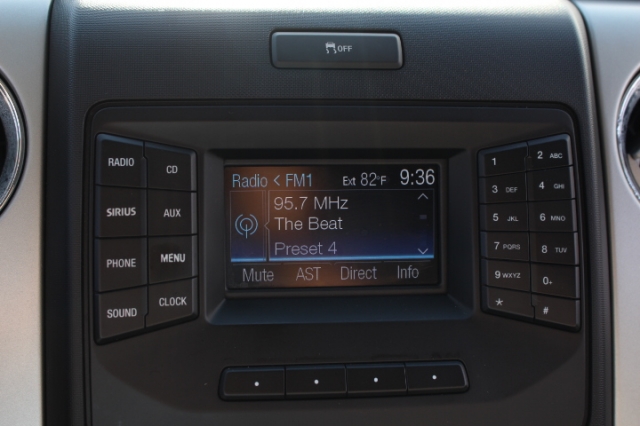 OFF
RADIO
CD
SIRIUS
AUX
PHONE
MENU
SOUND
CLOCK
Radio < FM1 Ext 82°F 9:36
95.7 MHz
The Beat
Preset 4
Mute AST Direct Info
1
2 ABC
3 DEF
4 GHI
5 JKL
6 MNO
7 PQRS
8 TUV
9 WXYZ
0+
*
#